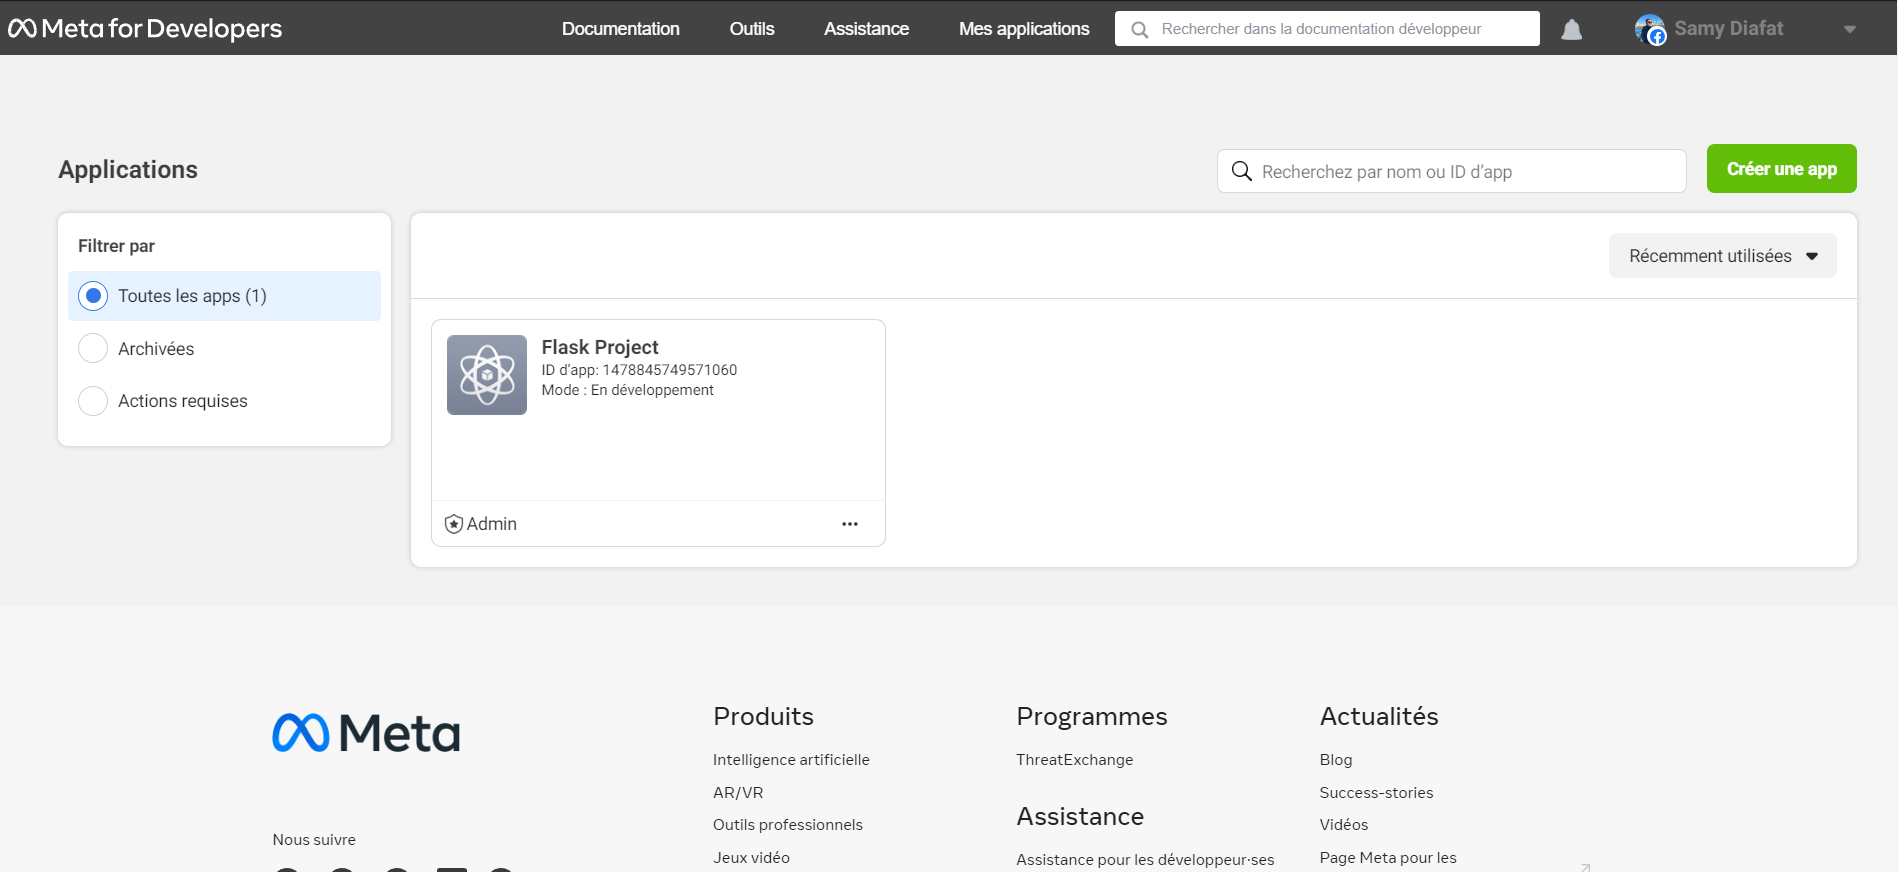 Meta for Developers
Documentation
Outils
Assistance
Mes applications
Rechercher dans la documentation développeur
Samy Diafat
Applications
Recherchez par nom ou ID d’app
Créer une app
Filtrer par
Toutes les apps (1)
Archivées
Actions requises
Récemment utilisées
Flask Project
ID d’app: 1478845749571060
Mode : En développement
Admin
Meta
Nous suivre
Produits
Intelligence artificielle
AR/VR
Outils professionnels
Jeux vidéo
Programmes
ThreatExchange
Assistance
Assistance pour les développeur·ses
Actualités
Blog
Success-stories
Vidéos
Page Meta pour les